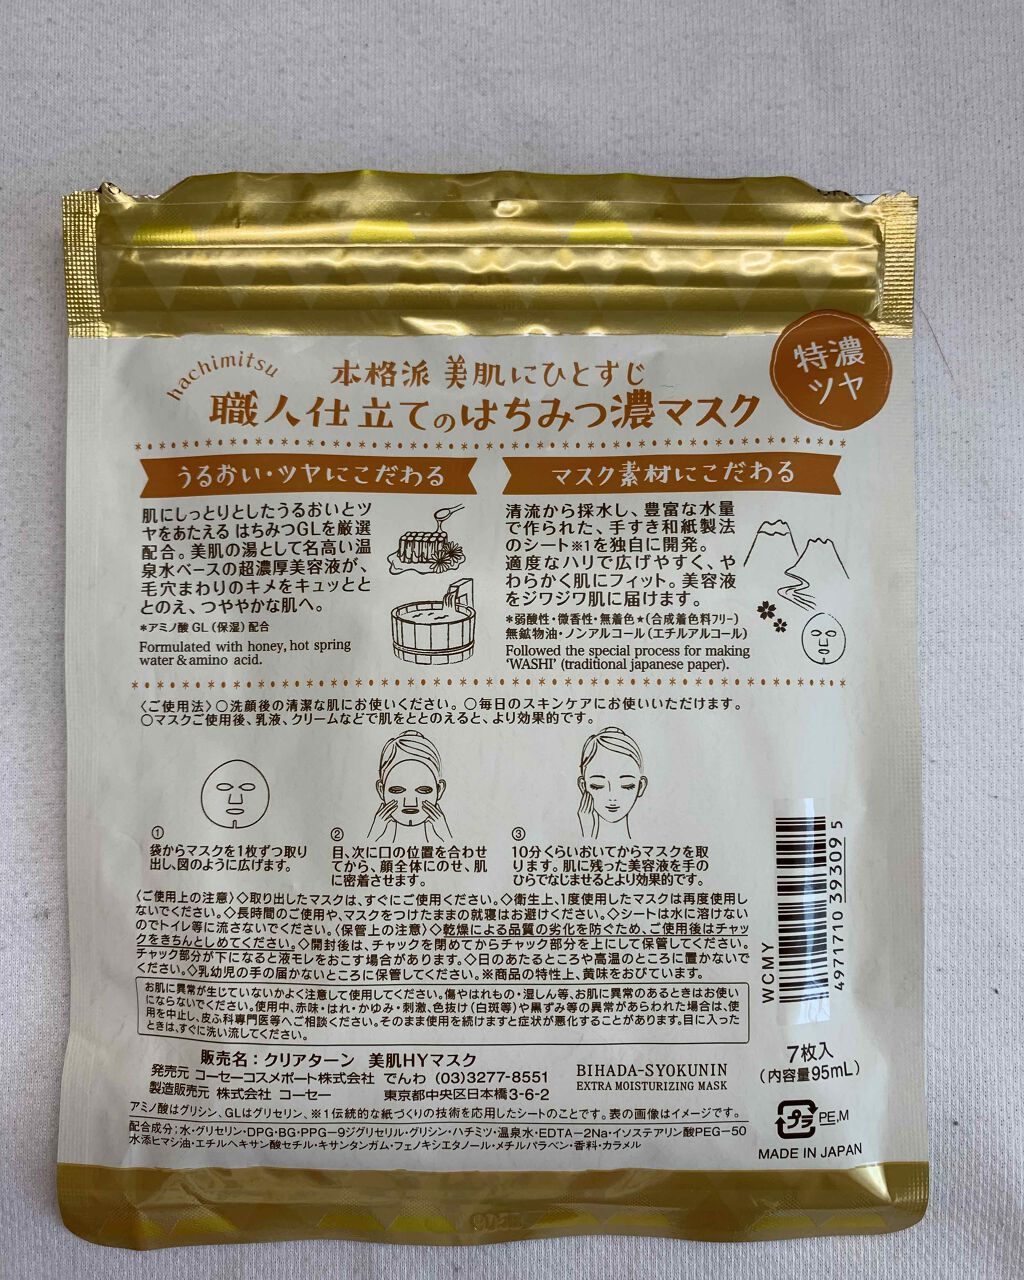 hachimitsu
本格派 美肌にひとすじ
職人仕立てのはちみつ濃マスク
特濃
ツヤ
うるおい・ツヤにこだわる
肌にしっとりとしたうるおいとツ
ヤをあたえる はちみつGLを厳選
配合。美肌の湯として名高い温
泉水ベースの超濃厚美容液が、
毛穴まわりのキメをキュッとと
とのえ、つややかな肌へ。
*アミノ酸GL(保湿)配合
Formulated with honey, hot spring
water & amino acid.
マスク素材にこだわる
清流から採水し、豊富な水量
で作られた、手すき和紙製法
のシート※1を独自に開発。
適度なハリで広げやすく、や
わらかく肌にフィット。美容液
をジワジワ肌に届けます。
*弱酸性・微香性・無着色★(合成着色料フリー)
無鉱物油・ノンアルコール(エチルアルコール)
Followed the special process for making
'WASHI' (traditional japanese paper).
〈ご使用法〉○洗顔後の清潔な肌にお使いください。○毎日のスキンケアにお使いいただけます。
○マスクご使用後、乳液、クリームなどで肌をととのえると、より効果的です。
①
袋からマスクを1枚ずつ取り
出し、図のように広げます。
②
目、次に口の位置を合わせ
てから、顔全体にのせ、肌
に密着させます。
③
10分くらいおいてからマスクを取
ります。肌に残った美容液を手の
ひらでなじませるとより効果的です。
〈ご使用上の注意〉◇取り出したマスクは、すぐにご使用ください。◇衛生上、1度使用したマスクは再度使用し
ないでください。◇長時間のご使用や、マスクをつけたままの就寝はお避けください。◇シートは水に溶けない
のでトイレ等に流さないでください。〈保管上の注意〉◇乾燥による品質の劣化を防ぐため、ご使用後はチャッ
クをきちんとしめてください。◇開封後は、チャックを閉めてからチャック部分を上にして保管してください。
チャック部分が下になると液モレをおこす場合があります。◇日のあたるところや高温のところに置かないで
ください。◇乳幼児の手の届かないところに保管してください。※商品の特性上、黄味をおびています。
お肌に異常が生じていないかよく注意して使用してください。傷やはれもの・湿しん等、お肌に異常のあるときはお使い
にならないでください。使用中、赤味・はれ・かゆみ・刺激、色抜け(白斑等)や黒ずみ等の異常があらわれた場合は、使
用を中止し、皮ふ科専門医等へご相談ください。そのまま使用を続けますと症状が悪化することがあります。目に入った
ときは、すぐに洗い流してください。
販売名:クリアターン 美肌HYマスク
発売元 コーセーコスメポート株式会社 でんわ (03)3277-8551
製造販売元 株式会社 コーセー 東京都中央区日本橋3-6-2
BIHADA-SYOKUNIN
EXTRA MOISTURIZING MASK
アミノ酸はグリシン、GLはグリセリン、※1伝統的な紙づくりの技術を応用したシートのことです。表の画像はイメージです。
配合成分:水・グリセリン・DPG・BG・PPG-9ジグリセリル・グリシン・ハチミツ・温泉水・EDTA-2Na・イソステアリン酸PEG-50
水添ヒマシ油・エチルヘキサン酸セチル・キサンタンガム・フェノキシエタノール・メチルパラベン・香料・カラメル
WCMY
4971710 393095
7枚入
(内容量95mL)
プラ PE,M
MADE IN JAPAN